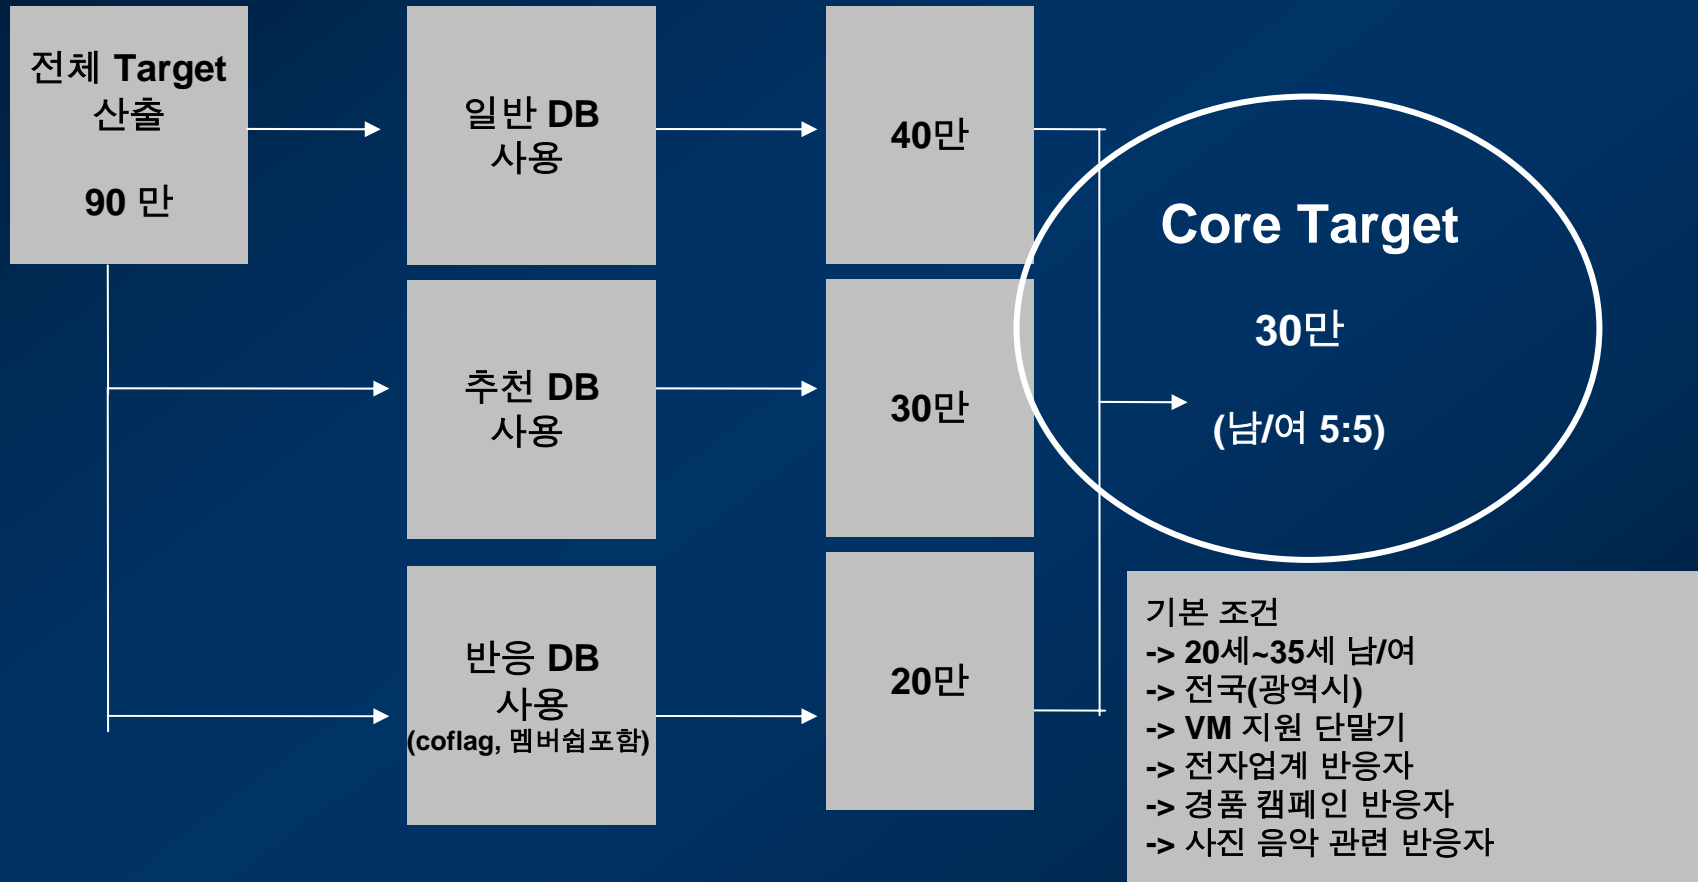 전체 Target
산출
90 만
일반 DB
사용
40만
추천 DB
사용
30만
반응 DB
사용
(coflag, 멤버쉽포함)
20만
Core Target
30만
(남/여 5:5)
기본 조건
-> 20세~35세 남/여
-> 전국(광역시)
-> VM 지원 단말기
-> 전자업계 반응자
-> 경품 캠페인 반응자
-> 사진 음악 관련 반응자